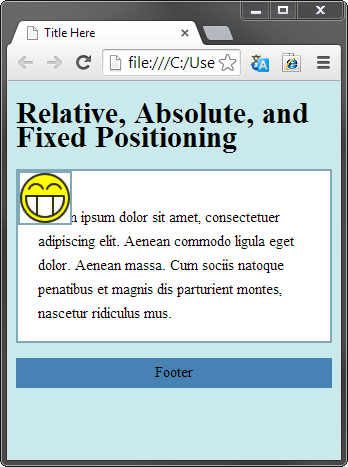 Title Here
file:///C:/Use
Relative, Absolute, and
Fixed Positioning
ipsum dolor sit amet, consectetuer
adipiscing elit. Aenean commodo ligula eget
dolor. Aenean massa. Cum sociis natoque
penatibus et magnis dis parturient montes,
nascetur ridiculus mus.
Footer